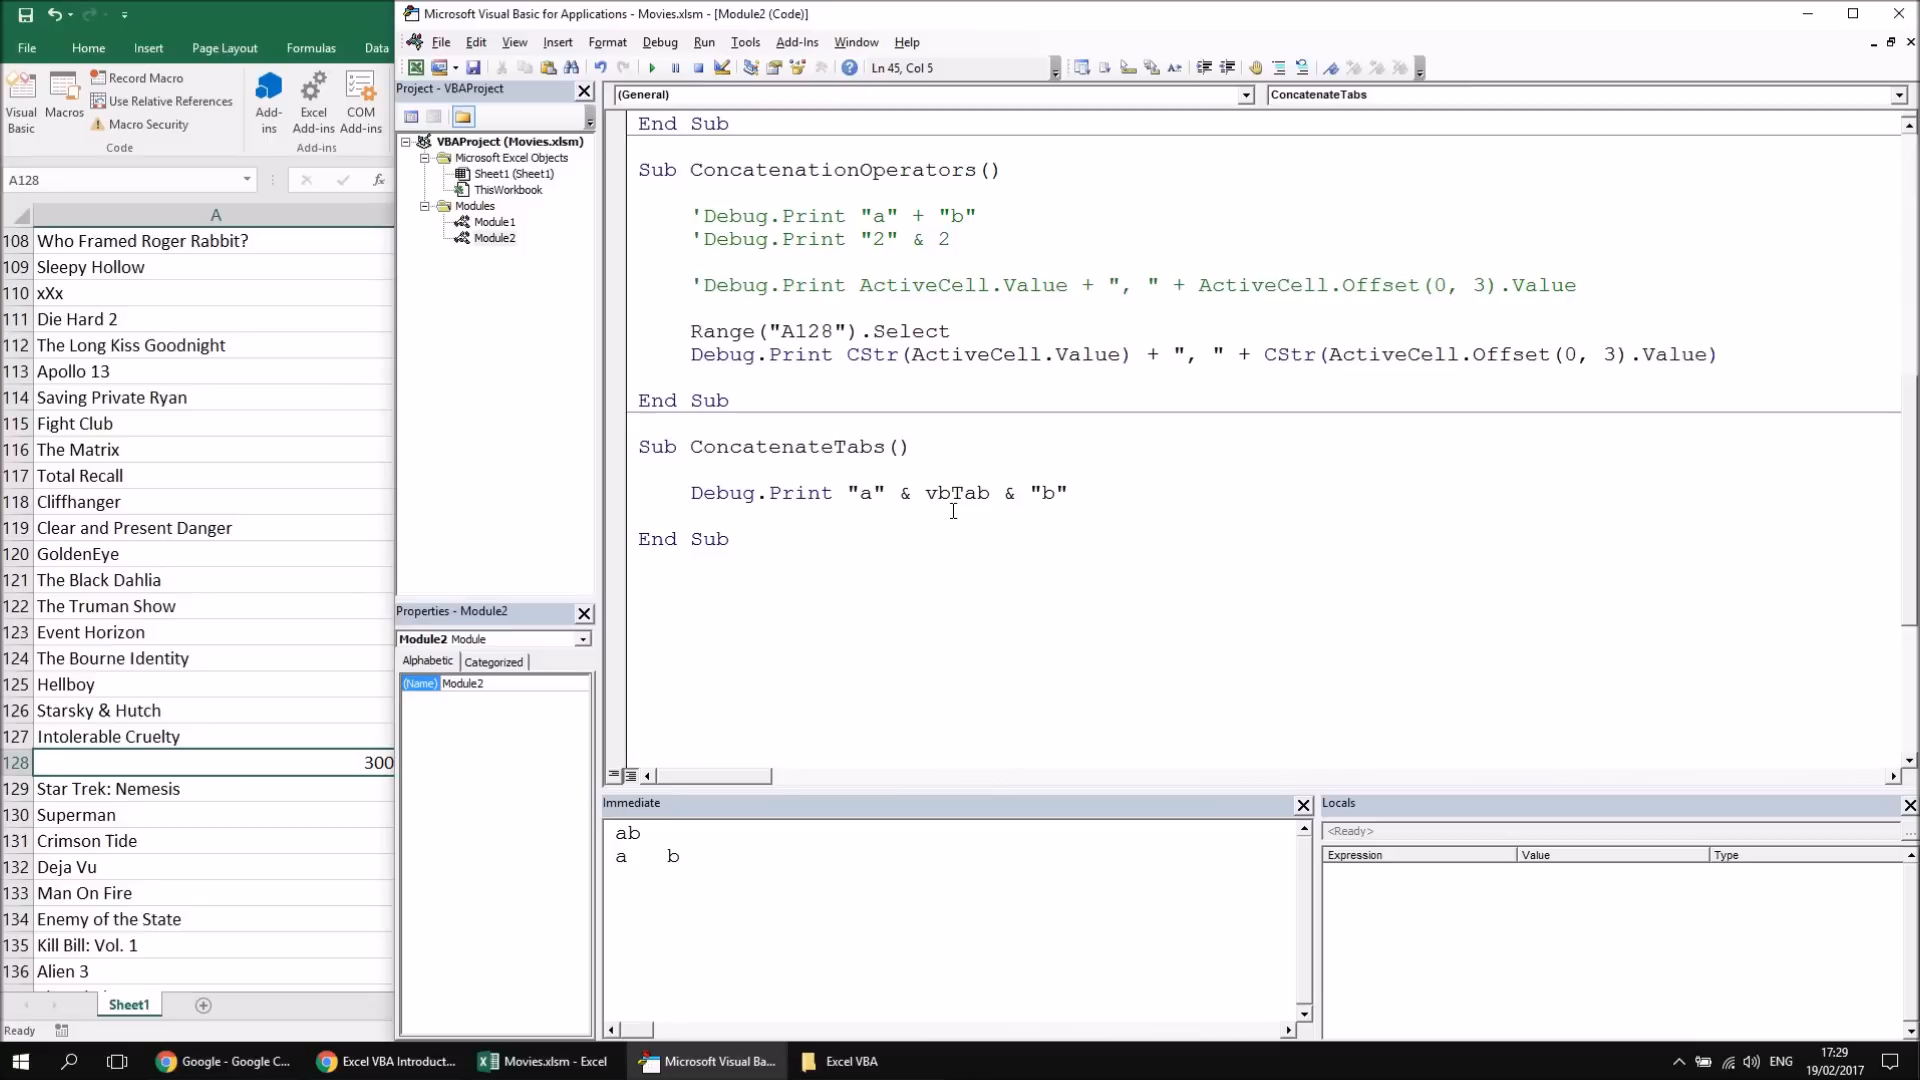 Microsoft Visual Basic for Applications - Movies.xlsm - [Module2 (Code)]
File Home Insert Page Layout Formulas Data
File Edit View Insert Format Debug Run Tools Add-Ins Window Help
Ln 45, Col 5
Visual Basic
Macros
Record Macro
Use Relative References
Macro Security
Code
Add-ins
Excel Add-ins
COM Add-ins
Add-ins
A128
fx
A
108 Who Framed Roger Rabbit?
109 Sleepy Hollow
110 xXx
111 Die Hard 2
112 The Long Kiss Goodnight
113 Apollo 13
114 Saving Private Ryan
115 Fight Club
116 The Matrix
117 Total Recall
118 Cliffhanger
119 Clear and Present Danger
120 GoldenEye
121 The Black Dahlia
122 The Truman Show
123 Event Horizon
124 The Bourne Identity
125 Hellboy
126 Starsky & Hutch
127 Intolerable Cruelty
128 300
129 Star Trek: Nemesis
130 Superman
131 Crimson Tide
132 Deja Vu
133 Man On Fire
134 Enemy of the State
135 Kill Bill: Vol. 1
136 Alien 3
Sheet1
Ready
Project - VBAProject
VBAProject (Movies.xlsm)
Microsoft Excel Objects
Sheet1 (Sheet1)
ThisWorkbook
Modules
Module1
Module2
Properties - Module2
Module2 Module
Alphabetic Categorized
(Name) Module2
(General)
ConcatenateTabs
End Sub
Sub ConcatenationOperators()
'Debug.Print "a" + "b"
'Debug.Print "2" & 2
'Debug.Print ActiveCell.Value + ", " + ActiveCell.Offset(0, 3).Value
Range("A128").Select
Debug.Print CStr(ActiveCell.Value) + ", " + CStr(ActiveCell.Offset(0, 3).Value)
End Sub
Sub ConcatenateTabs()
Debug.Print "a" & vbTab & "b"
End Sub
Immediate
ab
a b
Locals
<Ready>
Expression Value Type
Google - Google C...
Excel VBA Introduct...
Movies.xlsm - Excel
Microsoft Visual Ba...
Excel VBA
ENG
17:29
19/02/2017